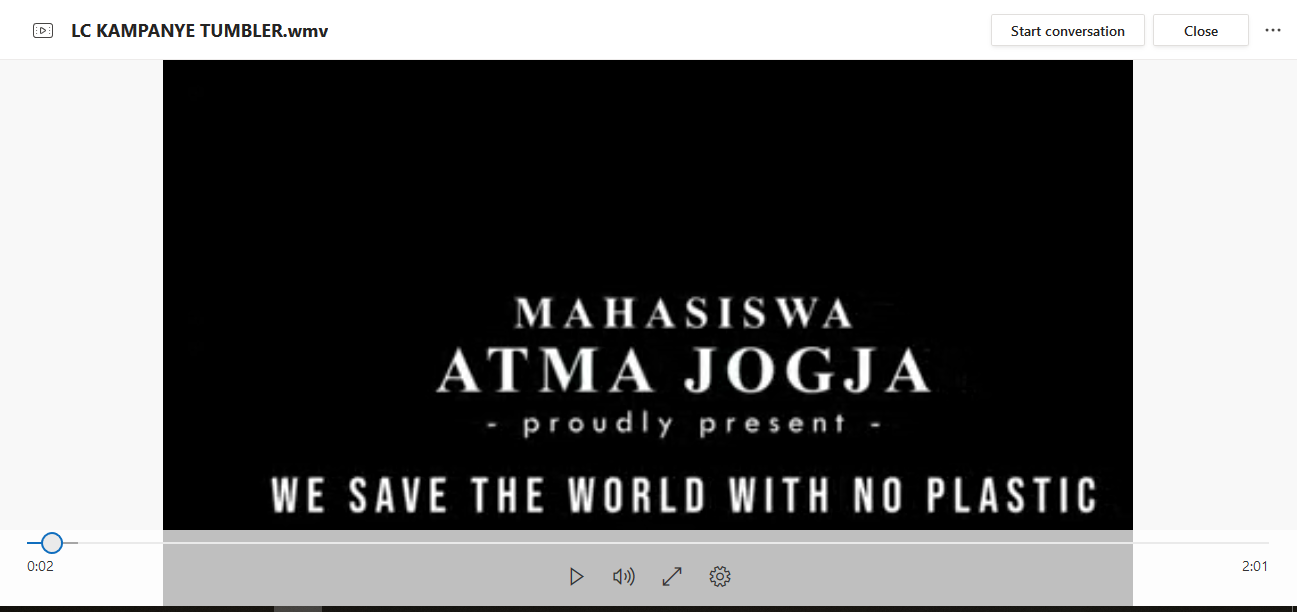 LC KAMPANYE TUMBLER.wmv
Start conversation
Close
MAHASISWA
ATMA JOGJA
- proudly present -
WE SAVE THE WORLD WITH NO PLASTIC
0:02
2:01